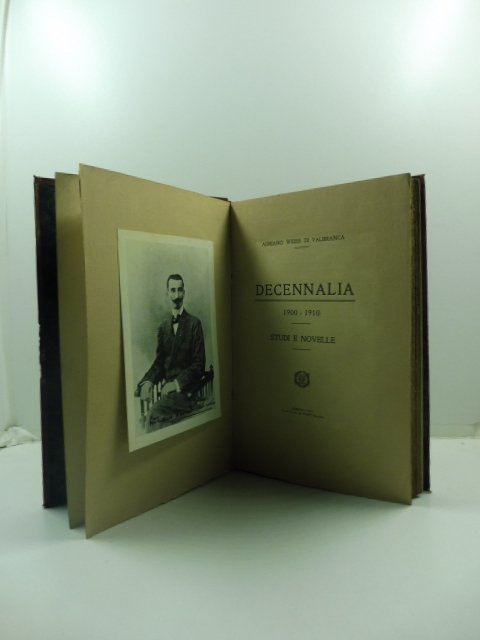 ADRIANO WEISS DI VALBRANCA
DECENNALIA
1900 - 1910
STUDI E NOVELLE